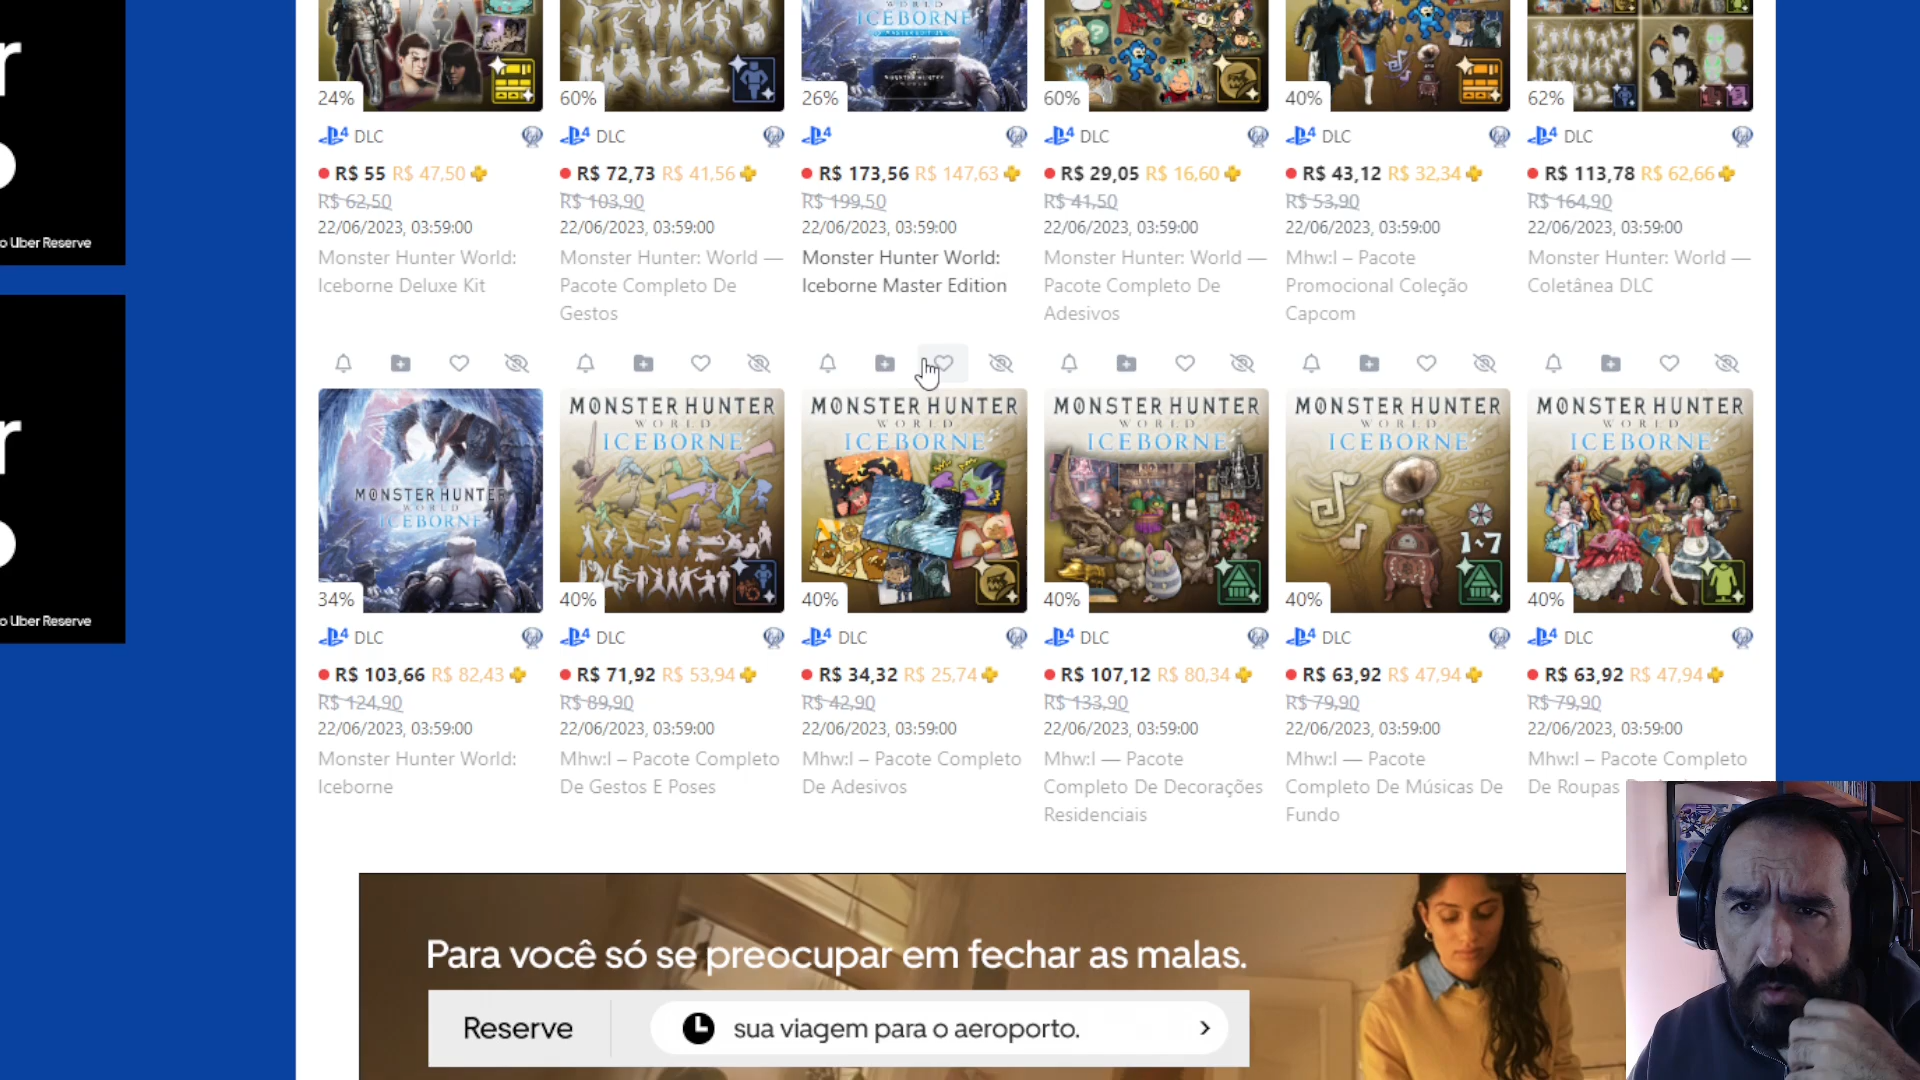 r
o Uber Reserve
r
o Uber Reserve
WORLD
ICEBORNE
MASTER EDITION
MONSTER HUNTER
24%
60%
26%
60%
40%
62%
DLC
DLC
DLC
DLC
DLC
R$ 55 R$ 47,50
R$ 72,73 R$ 41,56
R$ 173,56 R$ 147,63
R$ 29,05 R$ 16,60
R$ 43,12 R$ 32,34
R$ 113,78 R$ 62,66
R$ 62,50
R$ 103,90
R$ 199,50
R$ 41,50
R$ 53,90
R$ 164,90
22/06/2023, 03:59:00
22/06/2023, 03:59:00
22/06/2023, 03:59:00
22/06/2023, 03:59:00
22/06/2023, 03:59:00
22/06/2023, 03:59:00
Monster Hunter World:
Iceborne Deluxe Kit
Monster Hunter: World —
Pacote Completo De
Gestos
Monster Hunter World:
Iceborne Master Edition
Monster Hunter: World —
Pacote Completo De
Adesivos
Mhw:I – Pacote
Promocional Coleção
Capcom
Monster Hunter: World —
Coletânea DLC
MONSTER HUNTER
WORLD
ICEBORNE
MONSTER HUNTER
WORLD
ICEBORNE
MONSTER HUNTER
WORLD
ICEBORNE
MONSTER HUNTER
WORLD
ICEBORNE
MONSTER HUNTER
WORLD
ICEBORNE
1-7
MONSTER HUNTER
WORLD
ICEBORNE
34%
40%
40%
40%
40%
40%
DLC
DLC
DLC
DLC
DLC
DLC
R$ 103,66 R$ 82,43
R$ 71,92 R$ 53,94
R$ 34,32 R$ 25,74
R$ 107,12 R$ 80,34
R$ 63,92 R$ 47,94
R$ 63,92 R$ 47,94
R$ 124,90
R$ 89,90
R$ 42,90
R$ 133,90
R$ 79,90
R$ 79,90
22/06/2023, 03:59:00
22/06/2023, 03:59:00
22/06/2023, 03:59:00
22/06/2023, 03:59:00
22/06/2023, 03:59:00
22/06/2023, 03:59:00
Monster Hunter World:
Iceborne
Mhw:I – Pacote Completo
De Gestos E Poses
Mhw:I – Pacote Completo
De Adesivos
Mhw:I — Pacote
Completo De Decorações
Residenciais
Mhw:I — Pacote
Completo De Músicas De
Fundo
Mhw:I – Pacote Completo
De Roupas
Para você só se preocupar em fechar as malas.
Reserve
sua viagem para o aeroporto.